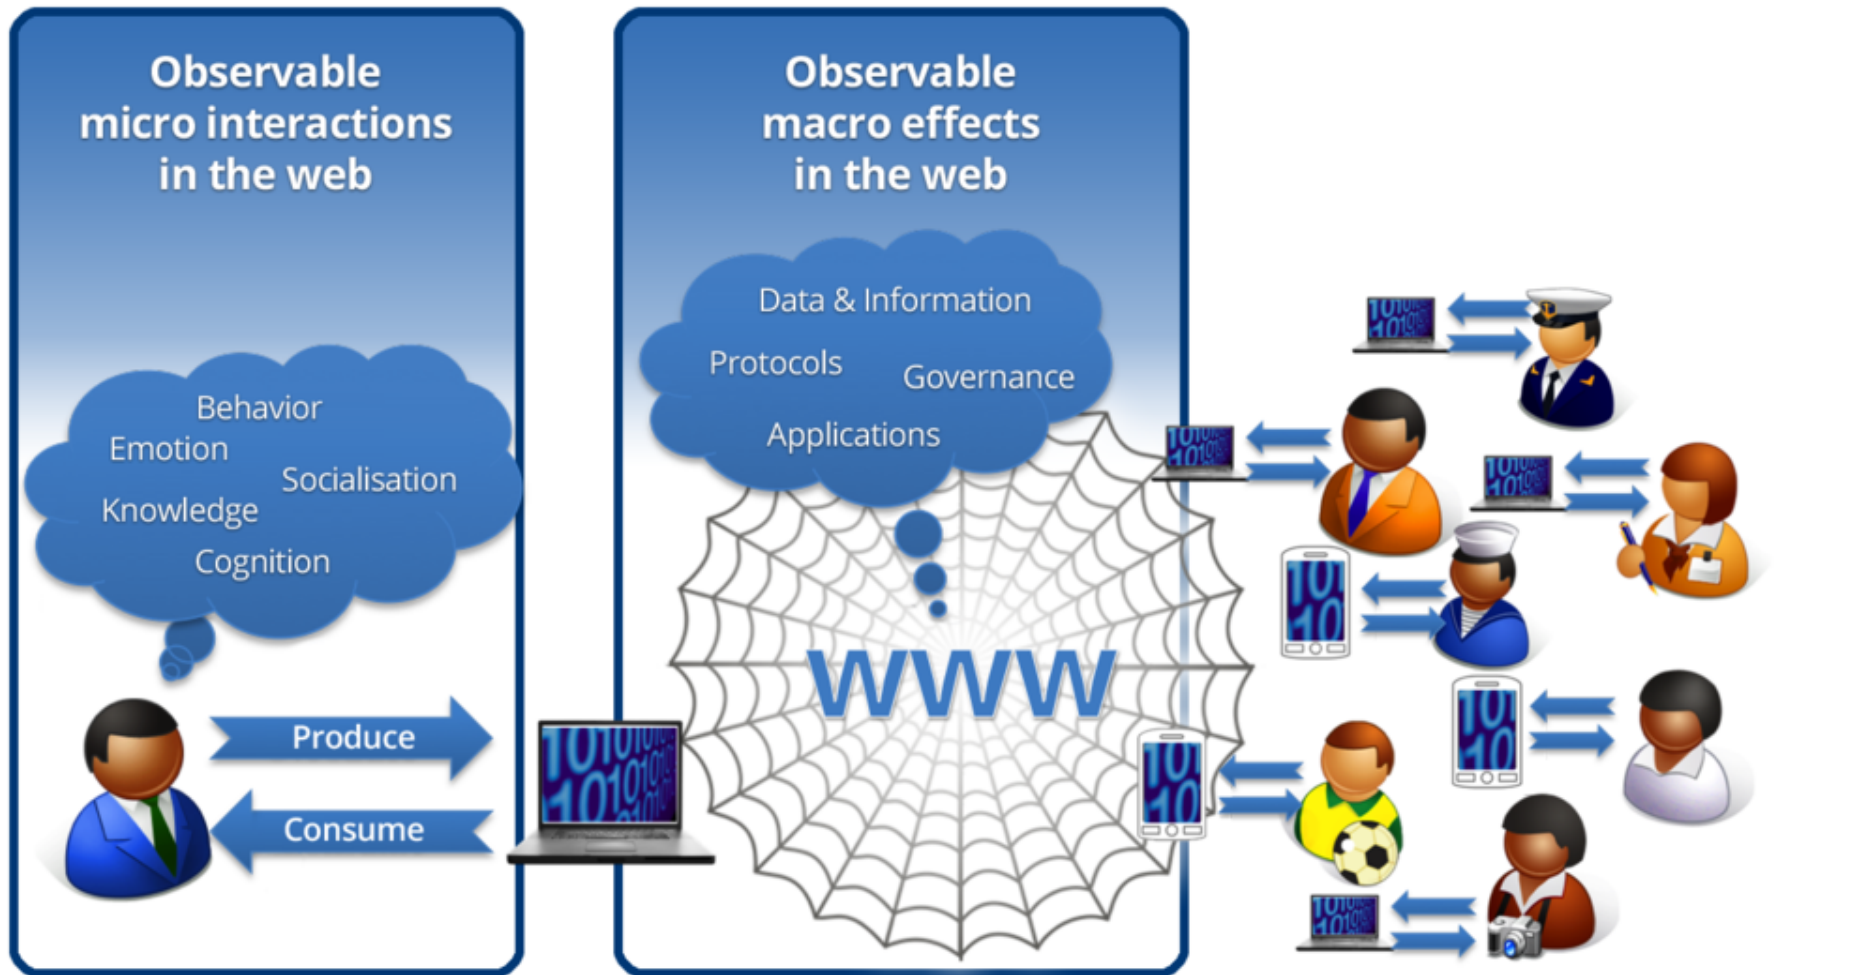 Observable
micro interactions
in the web
Behavior
Emotion
Socialisation
Knowledge
Cognition
Produce
Consume
Observable
macro effects
in the web
Data & Information
Protocols
Governance
Applications
WWW